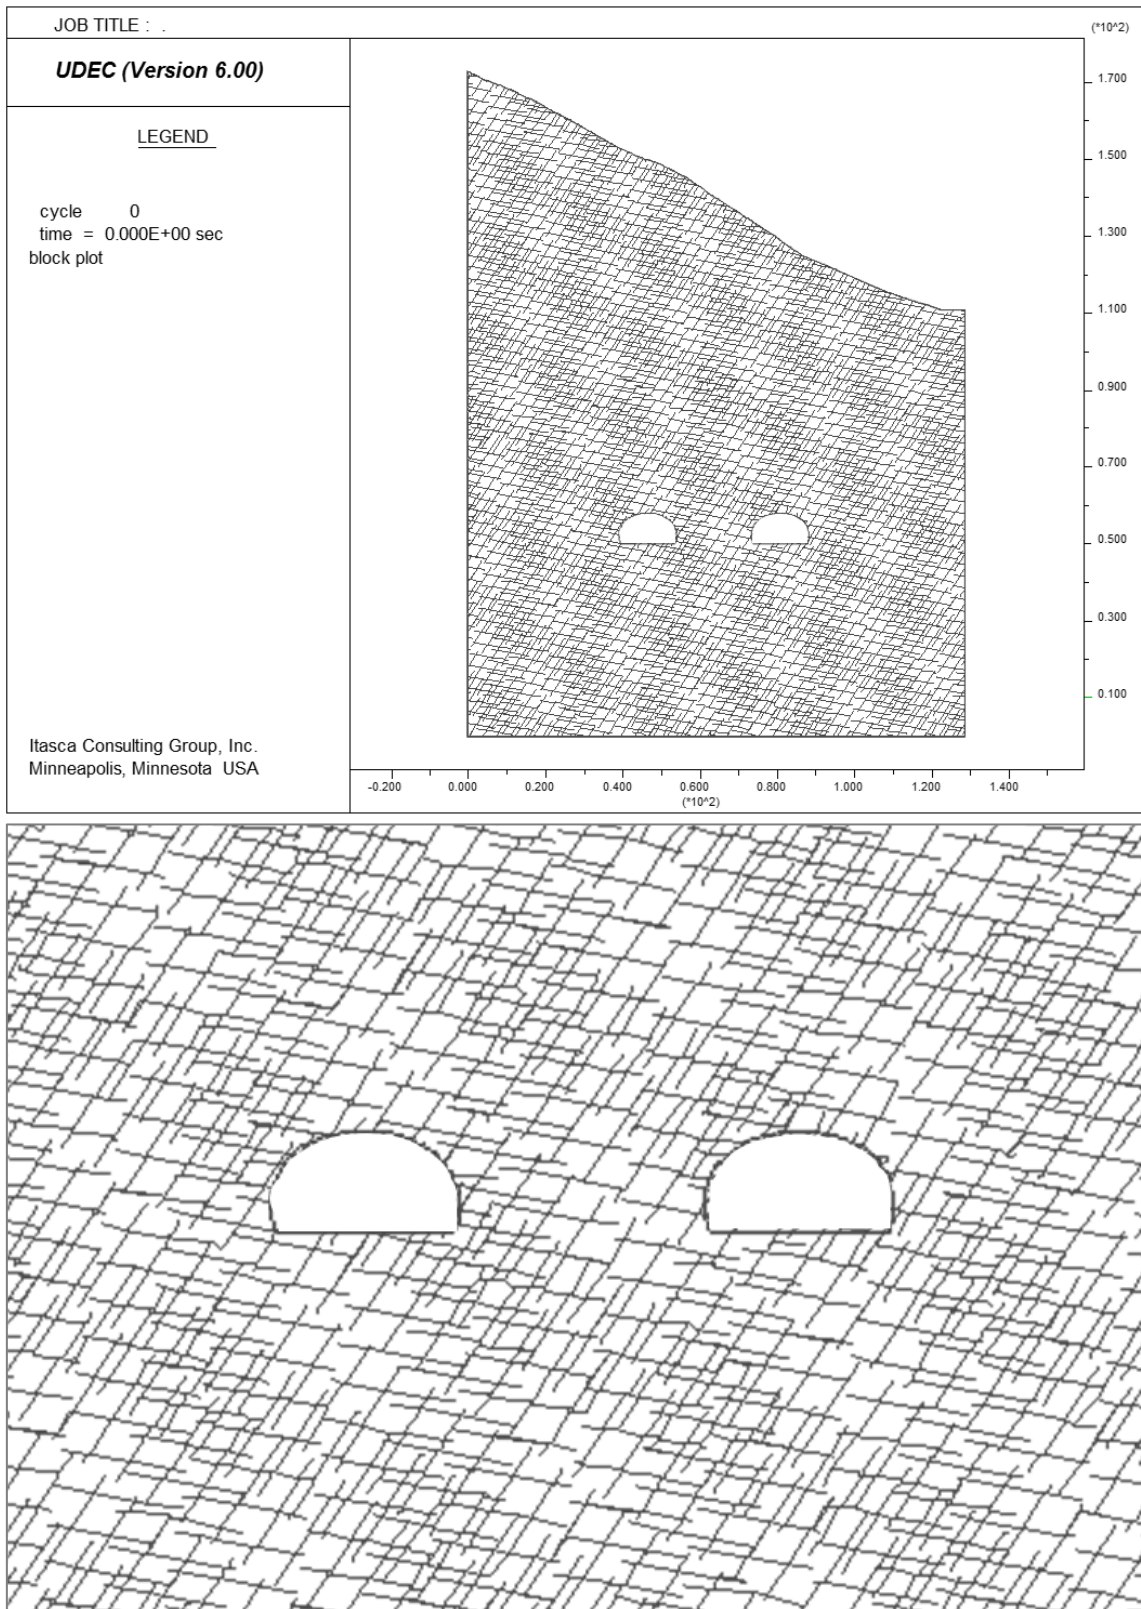 JOB TITLE : .
(*10^2)
UDEC (Version 6.00)
LEGEND
cycle 0
time = 0.000E+00 sec
block plot
1.700
1.500
1.300
1.100
0.900
0.700
0.500
0.300
0.100
Itasca Consulting Group, Inc.
Minneapolis, Minnesota USA
-0.200 0.000 0.200 0.400 0.600 0.800 1.000 1.200 1.400
(*10^2)